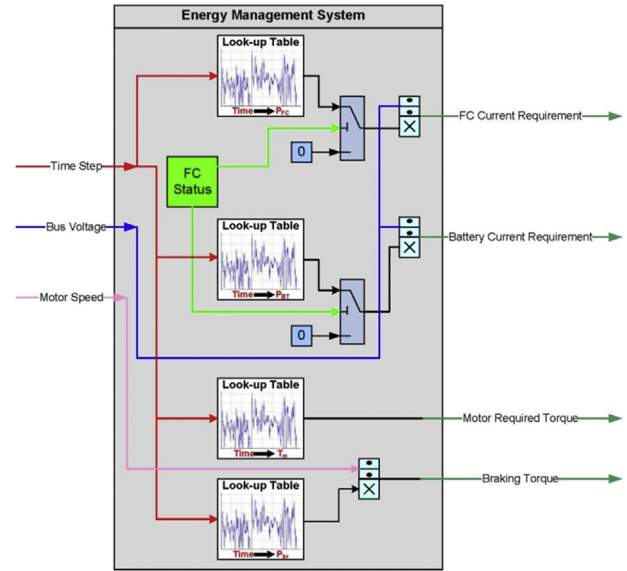 Energy Management System
Look-up Table
Time P_FC
FC Current Requirement
0
Time Step
FC
Status
Look-up Table
Time P_BT
Bus Voltage
Battery Current Requirement
Motor Speed
0
Look-up Table
Time T_m
Motor Required Torque
Look-up Table
Time P_br
Braking Torque